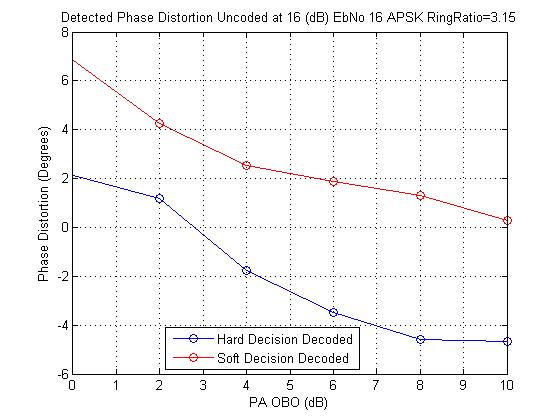 Detected Phase Distortion Uncoded at 16 (dB) EbNo 16 APSK RingRatio=3.15
8
6
4
2
0
-2
-4
-6
Phase Distortion (Degrees)
Hard Decision Decoded
Soft Decision Decoded
0 1 2 3 4 5 6 7 8 9 10
PA OBO (dB)